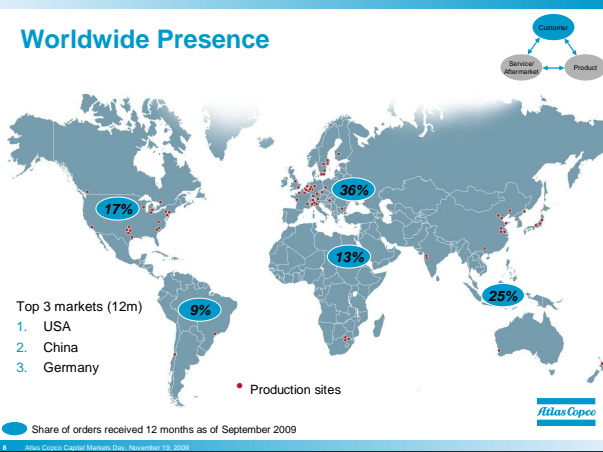 Worldwide Presence
Customer
Service/
Aftermarket
Product
36%
17%
13%
25%
9%
Top 3 markets (12m)
1. USA
2. China
3. Germany
• Production sites
Atlas Copco
Share of orders received 12 months as of September 2009
8 Atlas Copco Capital Markets Day, November 19, 2009